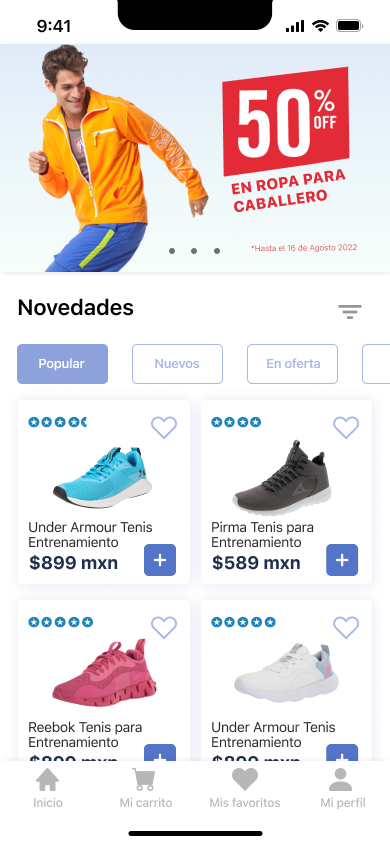 9:41
50%
OFF
EN ROPA PARA
CABALLERO
*Hasta el 16 de Agosto 2022
Novedades
Popular
Nuevos
En oferta
Under Armour Tenis
Entrenamiento
$899 mxn
Pirma Tenis para
Entrenamiento
$589 mxn
Reebok Tenis para
Entrenamiento
Under Armour Tenis
Entrenamiento
Inicio
Mi carrito
Mis favoritos
Mi perfil